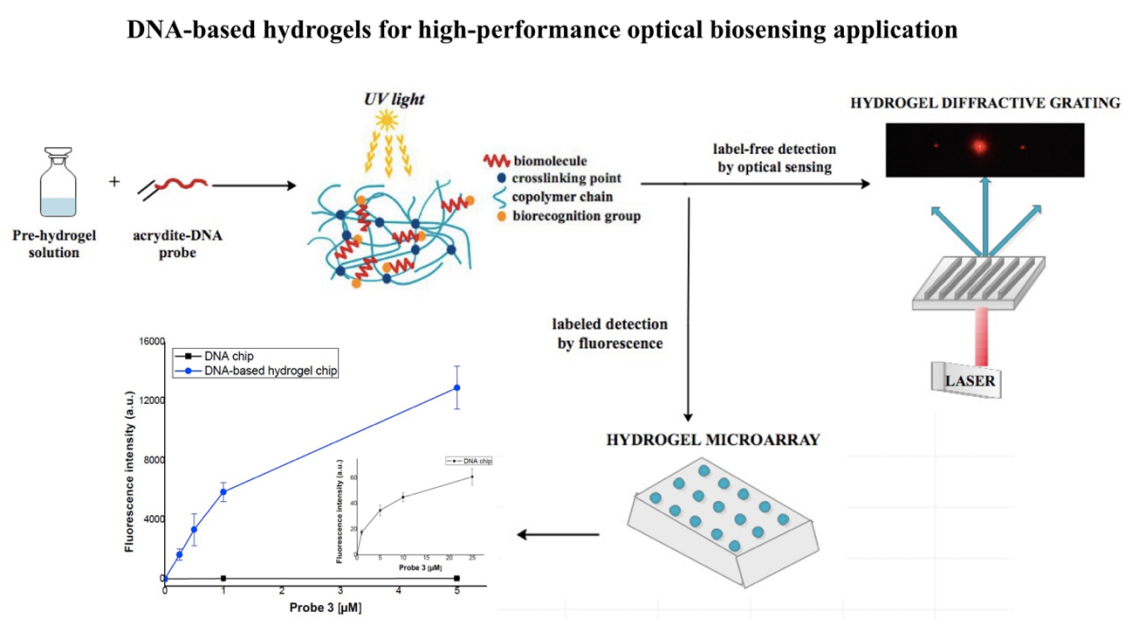 DNA-based hydrogels for high-performance optical biosensing application
UV light
HYDROGEL DIFFRACTIVE GRATING
Pre-hydrogel
solution
+
acrydite-DNA
probe
biomolecule
crosslinking point
copolymer chain
biorecognition group
label-free detection
by optical sensing
LASER
labeled detection
by fluorescence
HYDROGEL MICROARRAY
DNA chip
DNA-based hydrogel chip
Fluorescence intensity (a.u.)
16000
12000
8000
4000
0
0 1 2 3 4 5
Probe 3 [µM]
DNA chip
Fluorescence intensity (a.u.)
60
40
20
0
0 5 10 15 20 25
Probe 3 [µM]